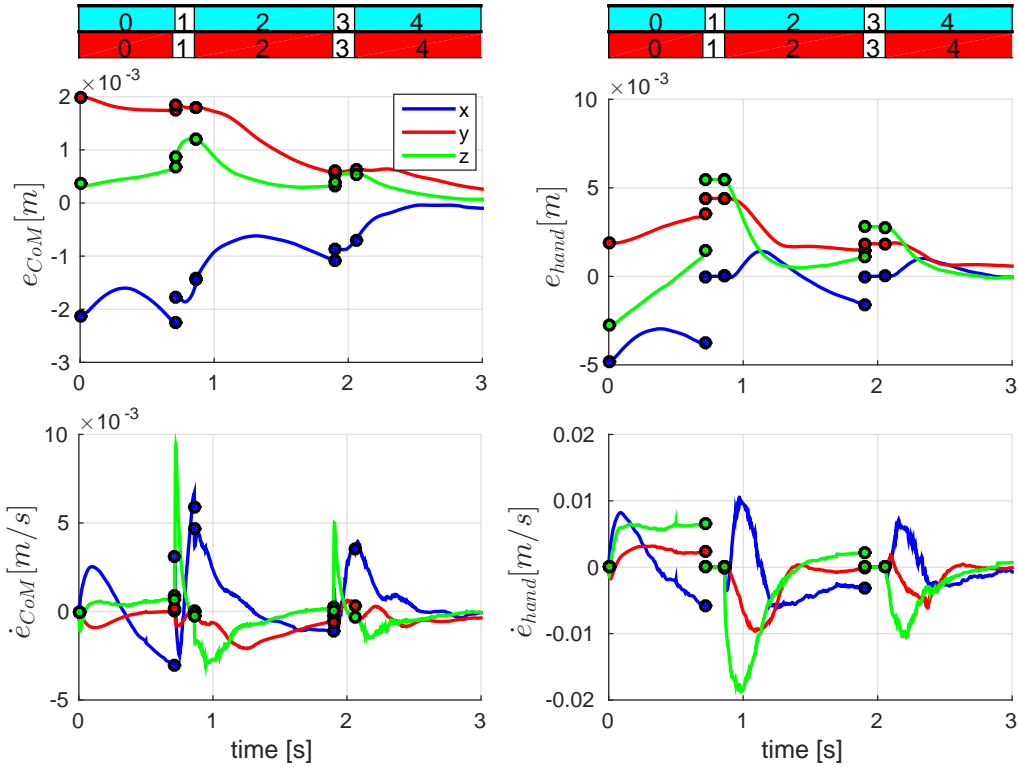 0 1 2 3 4
0 1 2 3 4
×10⁻³
2
1
0
-1
-2
-3
0 1 2 3
e_CoM[m]
x
y
z
0 1 2 3 4
0 1 2 3 4
×10⁻³
10
5
0
-5
0 1 2 3
e_hand[m]
×10⁻³
10
5
0
-5
0 1 2 3
ė_CoM[m/s]
time [s]
0.02
0.01
0
-0.01
-0.02
0 1 2 3
ė_hand[m/s]
time [s]